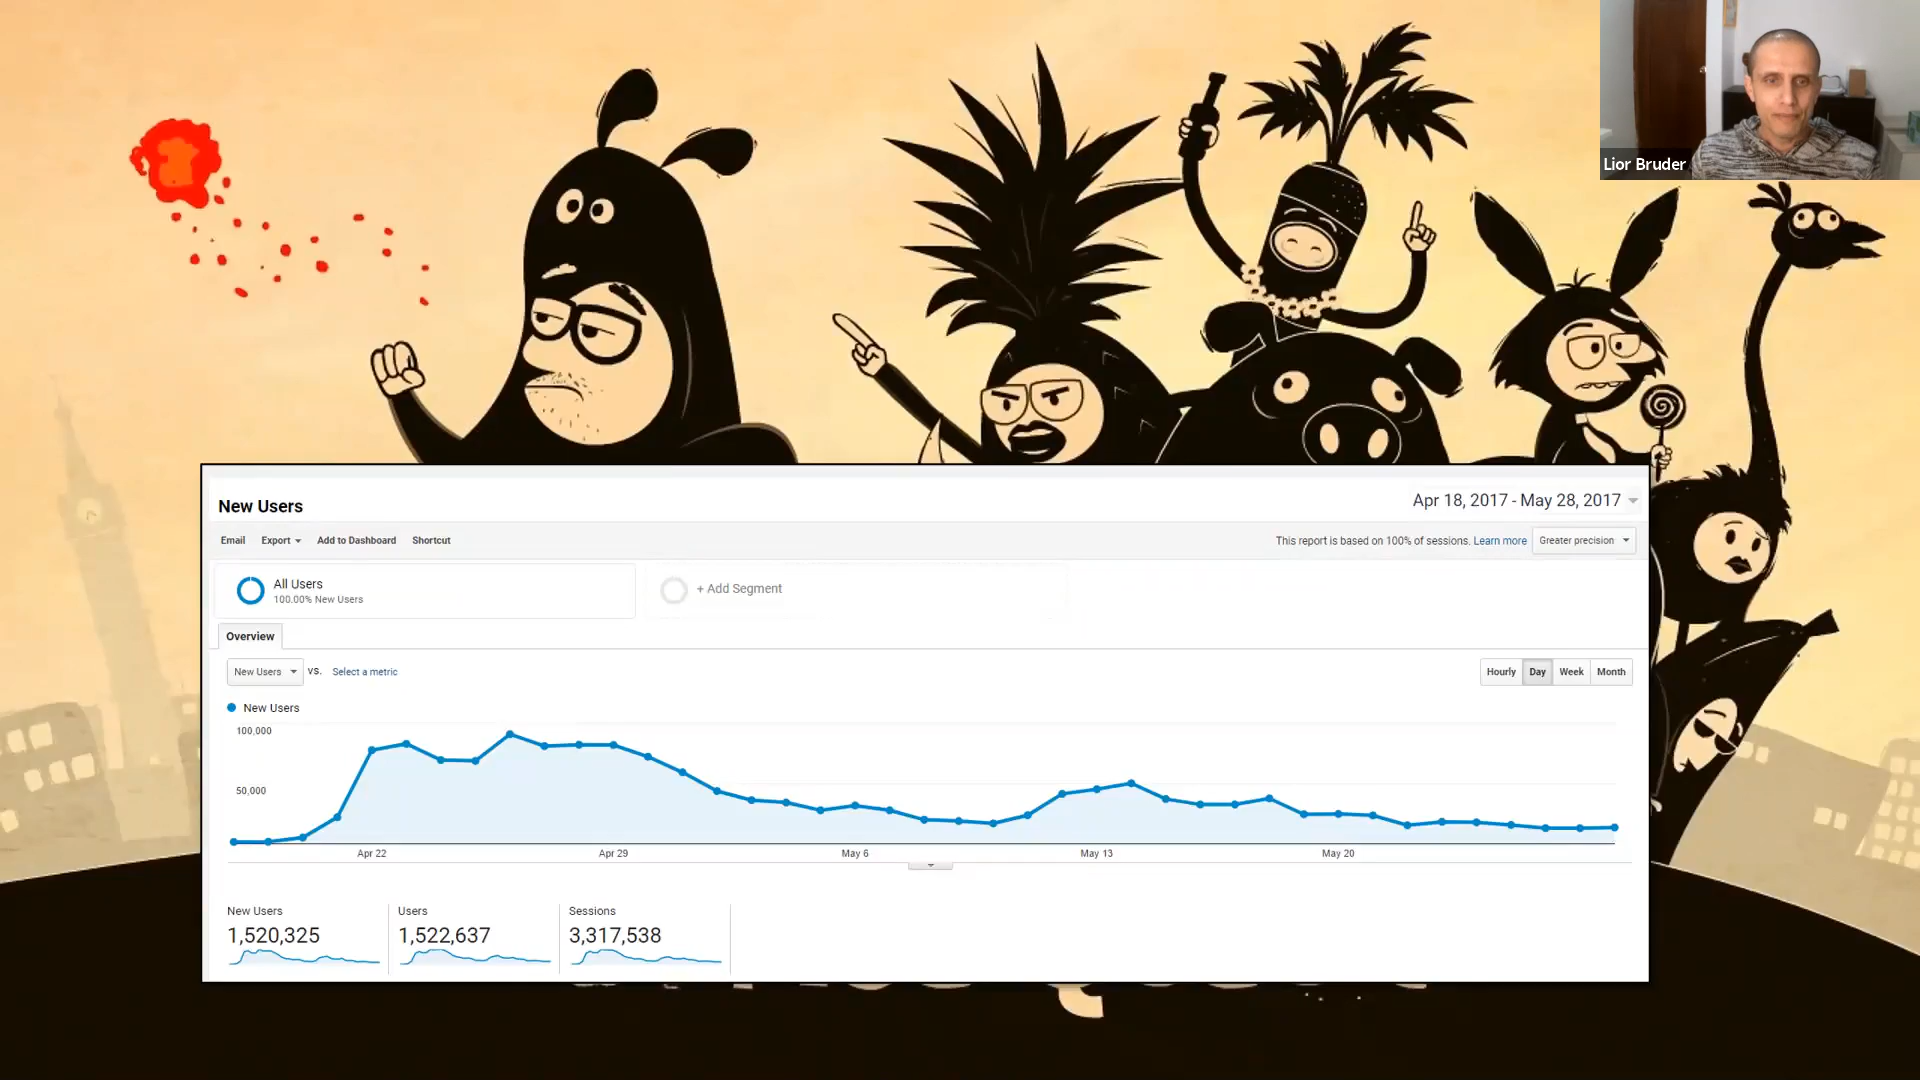 Lior Bruder
New Users
Apr 18, 2017 - May 28, 2017
Email Export Add to Dashboard Shortcut
This report is based on 100% of sessions. Learn more Greater precision
All Users
100.00% New Users
+ Add Segment
Overview
New Users vs. Select a metric
Hourly Day Week Month
New Users
100,000
50,000
Apr 22 Apr 29 May 6 May 13 May 20
New Users Users Sessions
1,520,325 1,522,637 3,317,538